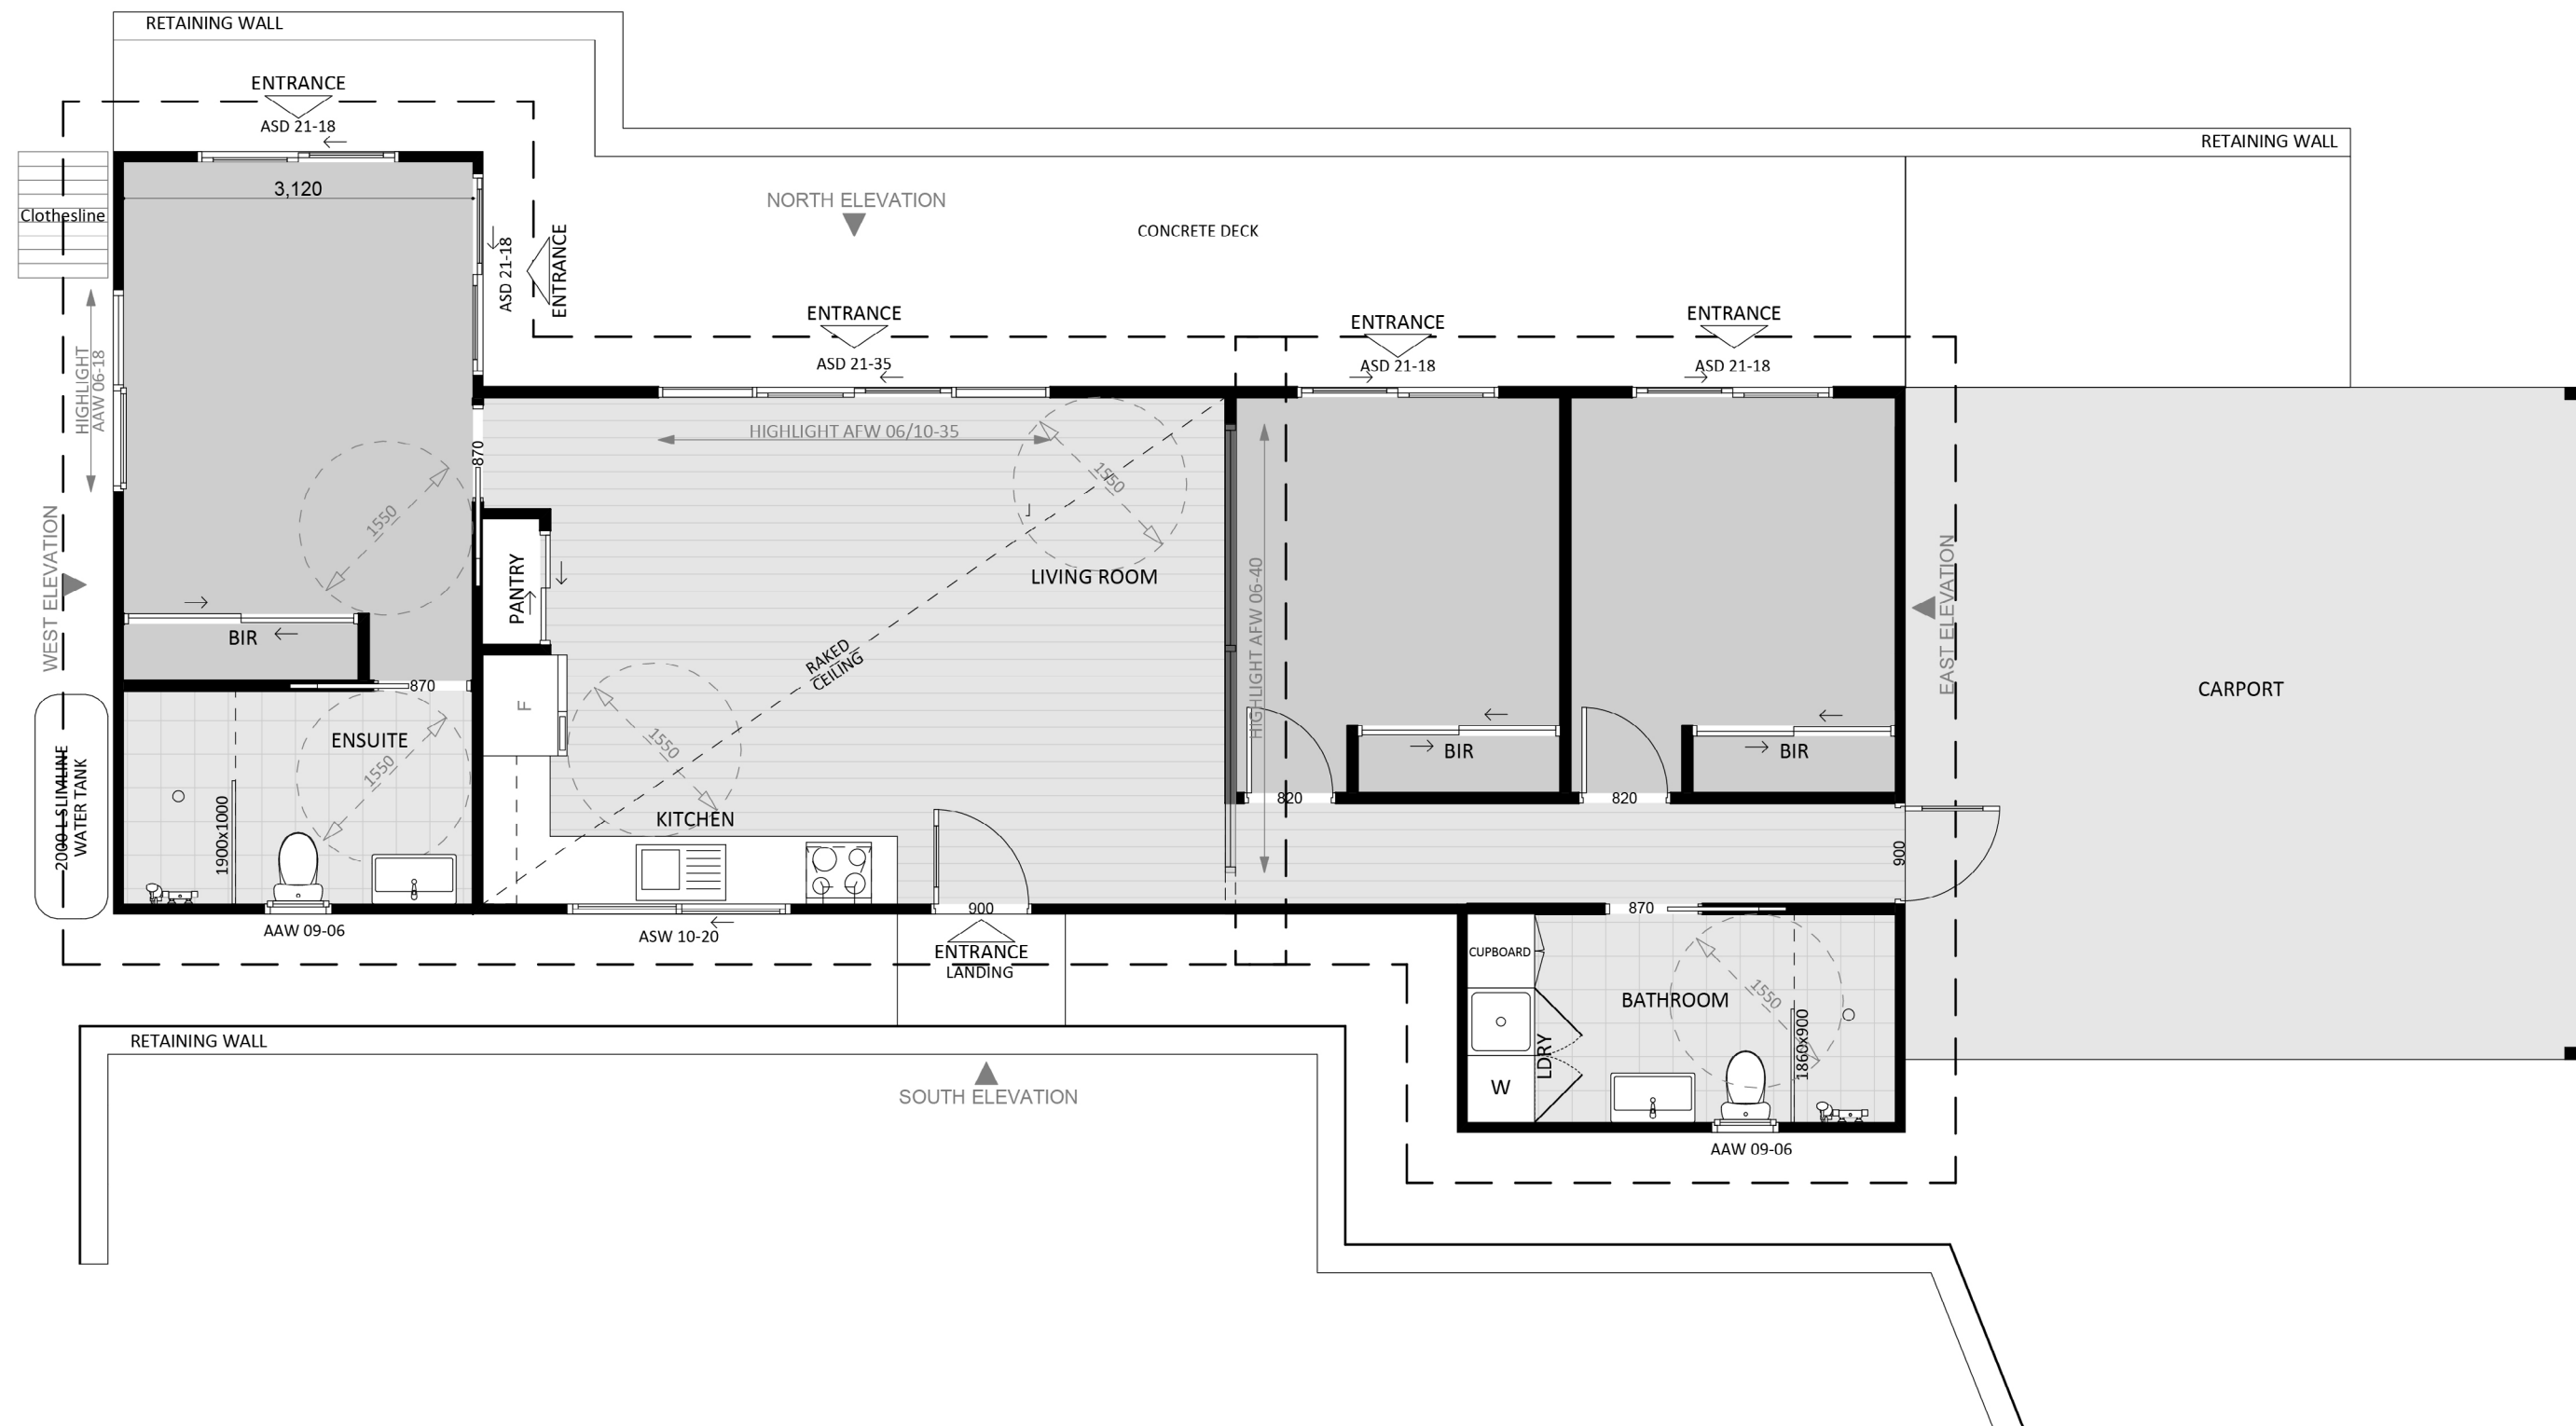 RETAINING WALL
ENTRANCE
ASD 21-18
RETAINING WALL
3,120
NORTH ELEVATION
Clothesline
CONCRETE DECK
ASD 21-18
ENTRANCE
ENTRANCE
ENTRANCE
ENTRANCE
ASD 21-35
ASD 21-18
ASD 21-18
HIGHLIGHT
AAW 06-18
HIGHLIGHT AFW 06/10-35
870
1550
1550
WEST ELEVATION
PANTRY
LIVING ROOM
HIGHLIGHT AFW 06-40
EAST ELEVATION
BIR
RAKED
CEILING
870
CARPORT
F
ENSUITE
1550
1550
BIR
BIR
2000 L SLIMLINE
WATER TANK
1900x1000
KITCHEN
820
820
900
900
870
AAW 09-06
ASW 10-20
ENTRANCE
LANDING
CUPBOARD
BATHROOM
1550
RETAINING WALL
LDRY
1860x900
W
SOUTH ELEVATION
AAW 09-06